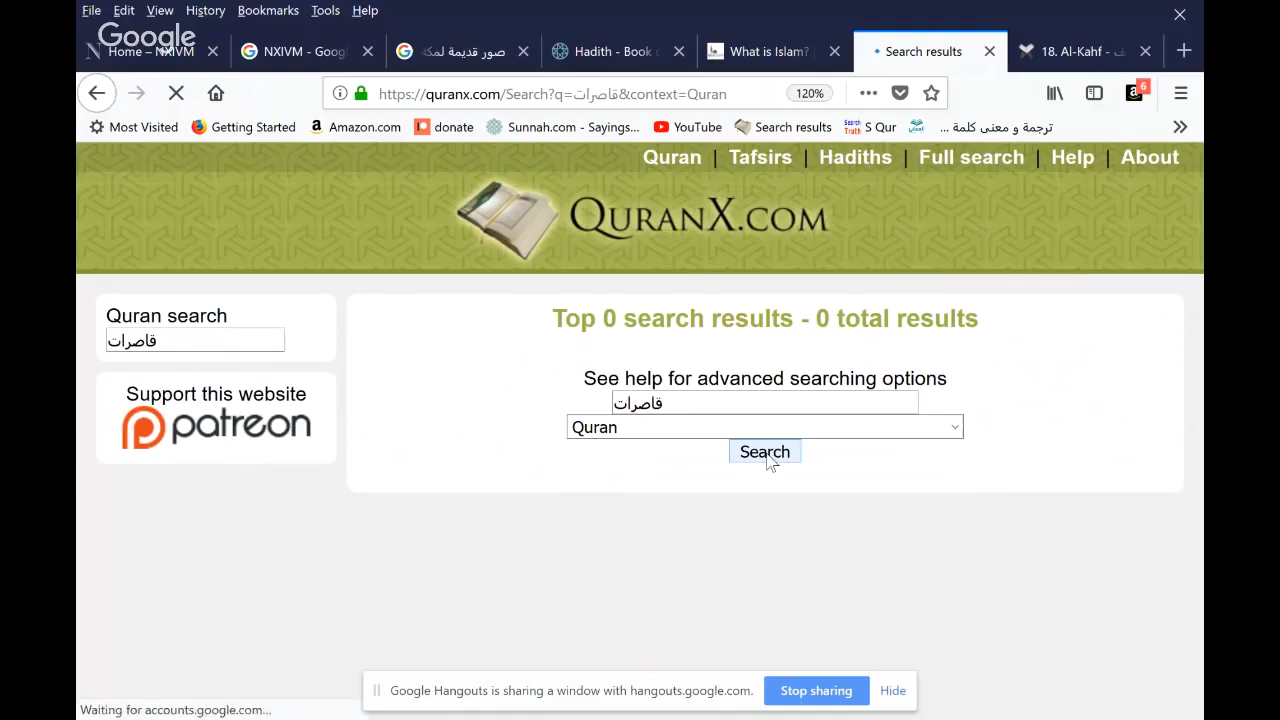 File Edit View History Bookmarks Tools Help
Google
Home – NXIVM
NXIVM - Goog
صور قديمة لمكة
Hadith - Book
What is Islam?
Search results
18. Al-Kahf -
https://quranx.com/Search?q=قاصرات&context=Quran
120%
6
Most Visited Getting Started Amazon.com donate Sunnah.com - Sayings... YouTube Search results S Qur ترجمة و معنى كلمة ...
Quran | Tafsirs | Hadiths | Full search | Help | About
QURANX.COM
Quran search
قاصرات
Support this website
patreon
Top 0 search results - 0 total results
See help for advanced searching options
قاصرات
Quran
Search
Google Hangouts is sharing a window with hangouts.google.com. Stop sharing Hide
Waiting for accounts.google.com...